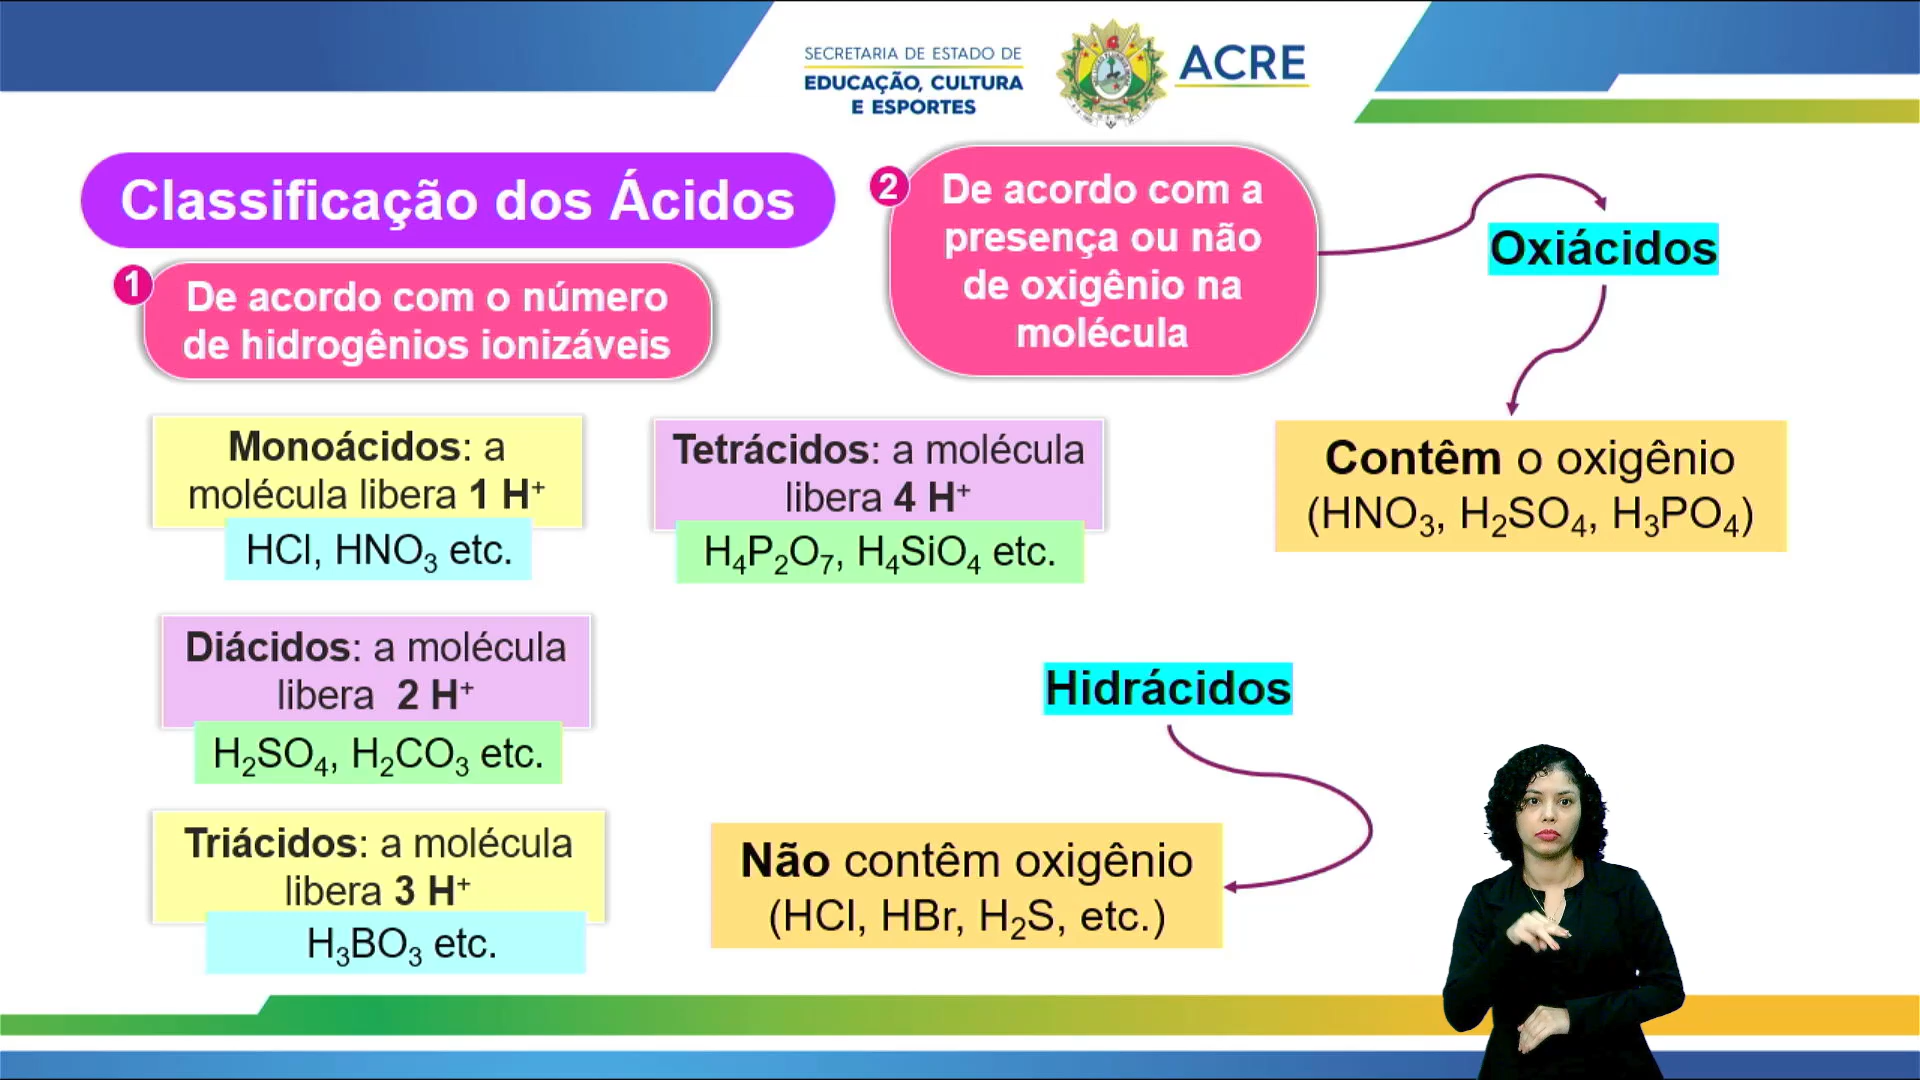 SECRETARIA DE ESTADO DE
EDUCAÇÃO, CULTURA
E ESPORTES
ACRE
Classificação dos Ácidos
1
De acordo com o número
de hidrogênios ionizáveis
Monoácidos: a
molécula libera 1 H⁺
HCl, HNO₃ etc.
Diácidos: a molécula
libera 2 H⁺
H₂SO₄, H₂CO₃ etc.
Triácidos: a molécula
libera 3 H⁺
H₃BO₃ etc.
Tetrácidos: a molécula
libera 4 H⁺
H₄P₂O₇, H₄SiO₄ etc.
2
De acordo com a
presença ou não
de oxigênio na
molécula
Oxiácidos
Contêm o oxigênio
(HNO₃, H₂SO₄, H₃PO₄)
Hidrácidos
Não contêm oxigênio
(HCl, HBr, H₂S, etc.)